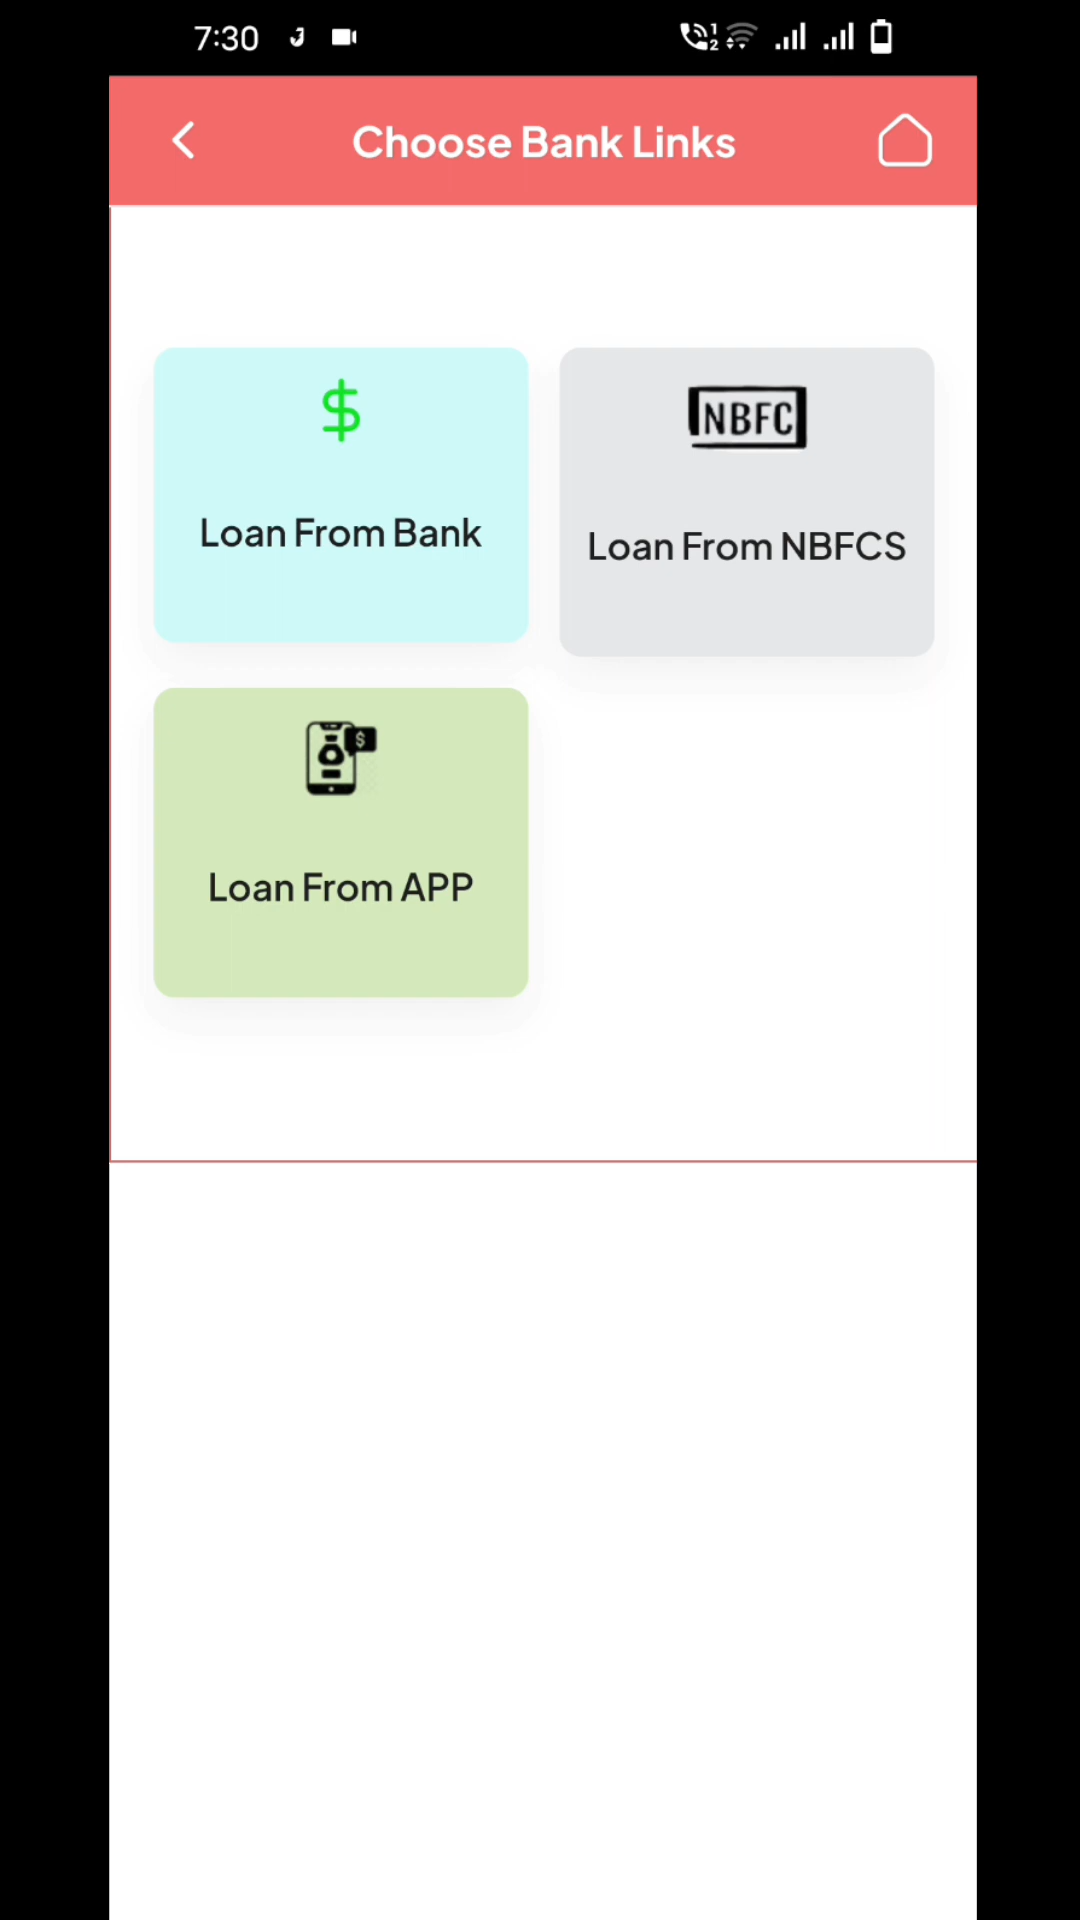 7:30
Choose Bank Links
$
NBFC
Loan From Bank
Loan From NBFCS
$
Loan From APP